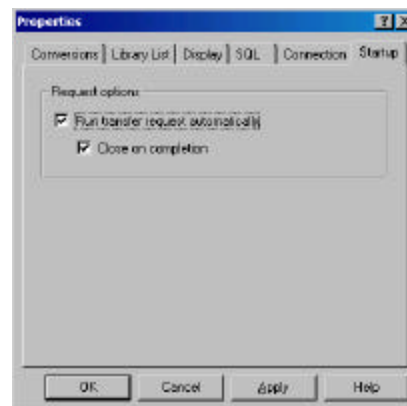 Properties
Conversions Library List Display SQL Connection Startup
Request options
Run transfer request automatically
Close on completion
OK Cancel Apply Help